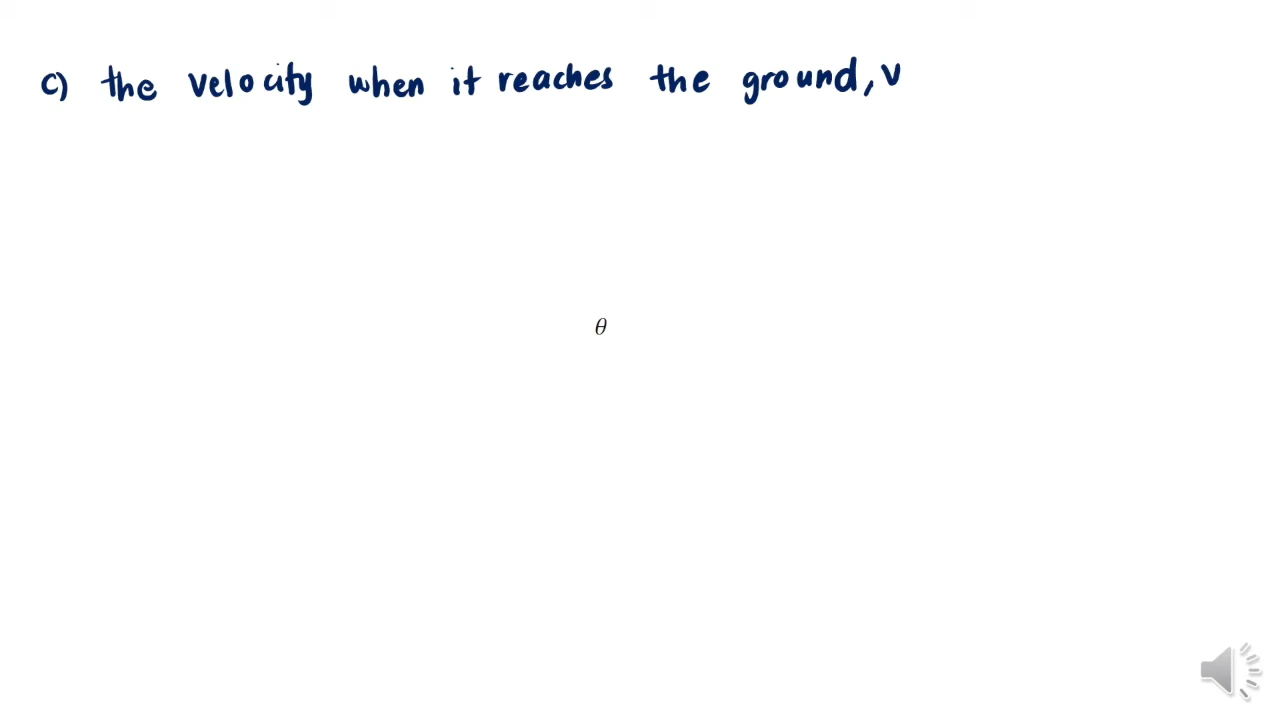 c) the velocity when it reaches the ground, v
θ